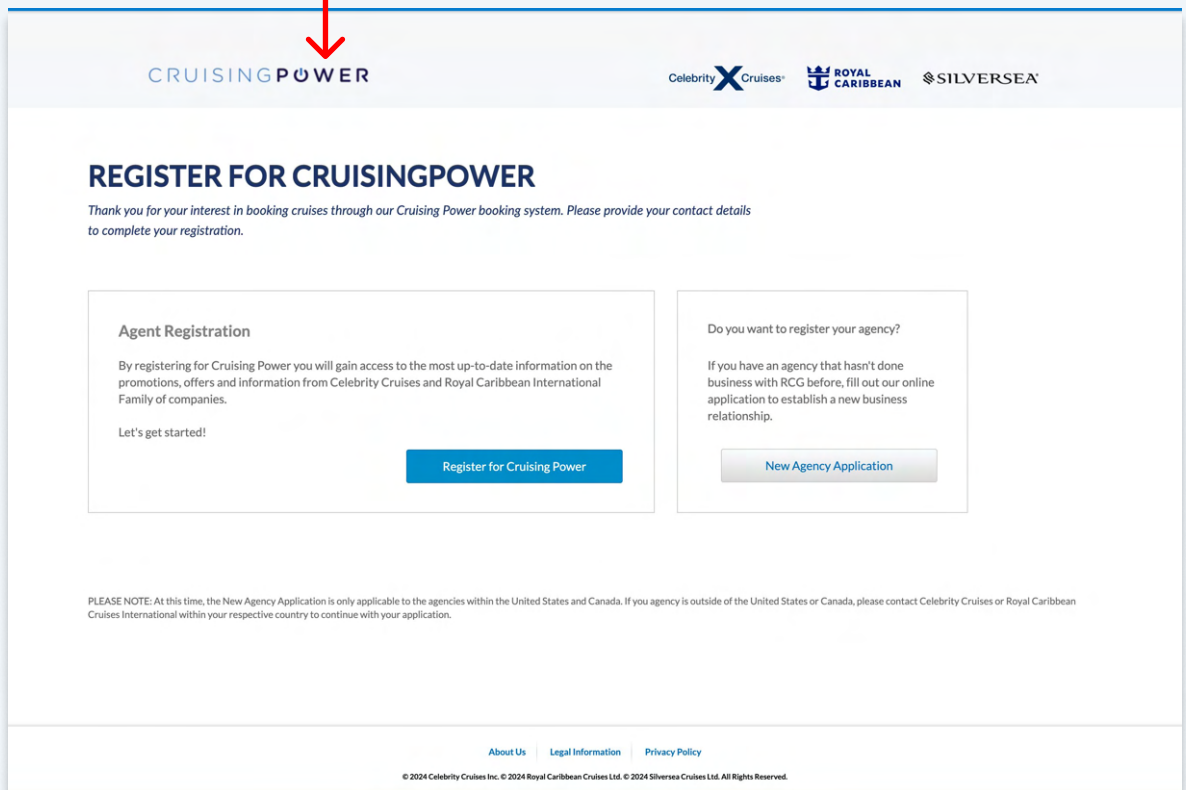 CRUISINGPOWER
Celebrity X Cruises®
ROYAL
CARIBBEAN
SILVERSEA®
REGISTER FOR CRUISINGPOWER
Thank you for your interest in booking cruises through our Cruising Power booking system. Please provide your contact details
to complete your registration.
Agent Registration
By registering for Cruising Power you will gain access to the most up-to-date information on the
promotions, offers and information from Celebrity Cruises and Royal Caribbean International
Family of companies.
Let's get started!
Register for Cruising Power
Do you want to register your agency?
If you have an agency that hasn't done
business with RCG before, fill out our online
application to establish a new business
relationship.
New Agency Application
PLEASE NOTE: At this time, the New Agency Application is only applicable to the agencies within the United States and Canada. If you agency is outside of the United States or Canada, please contact Celebrity Cruises or Royal Caribbean
Cruises International within your respective country to continue with your application.
About Us
Legal Information
Privacy Policy
© 2024 Celebrity Cruises Inc. © 2024 Royal Caribbean Cruises Ltd. © 2024 Silversea Cruises Ltd. All Rights Reserved.